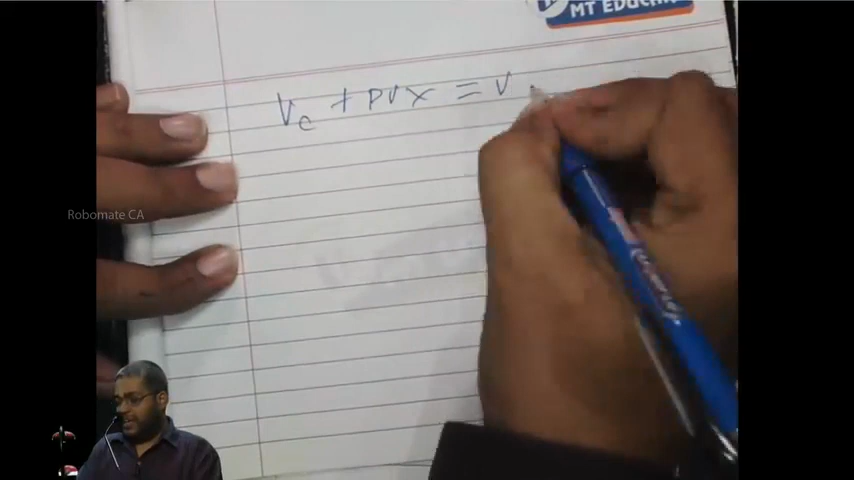 MT EDUCA
Vc + PVX = V
Robomate CA